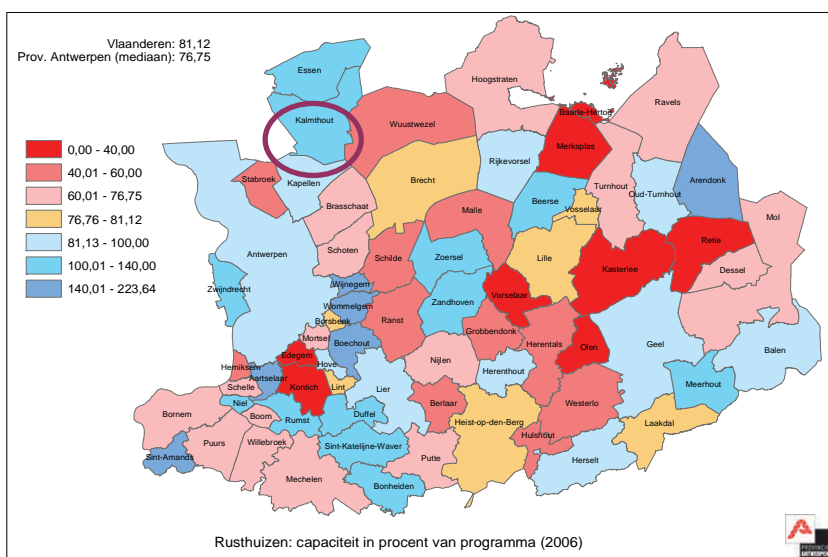 Vlaanderen: 81,12
Prov. Antwerpen (mediaan): 76,75
0,00 - 40,00
40,01 - 60,00
60,01 - 76,75
76,76 - 81,12
81,13 - 100,00
100,01 - 140,00
140,01 - 223,64
Essen
Hoogstraten
Ravels
Baarle-Hertog
Kalmthout
Wuustwezel
Merksplas
Rijkevorsel
Stabroek
Kapellen
Brecht
Turnhout
Oud-Turnhout
Arendonk
Brasschaat
Beerse
Vosselaar
Malle
Mol
Antwerpen
Schoten
Schilde
Zoersel
Lille
Retie
Kasterlee
Dessel
Zwijndrecht
Wijnegem
Zandhoven
Vorselaar
Wommelgem
Borsbeek
Ranst
Grobbendonk
Mortsel
Boechout
Herentals
Olen
Geel
Balen
Edegem
Hove
Nijlen
Herenthout
Hemiksem
Aartselaar
Schelle
Kontich
Lint
Lier
Meerhout
Niel
Boom
Rumst
Duffel
Berlaar
Westerlo
Bornem
Heist-op-den-Berg
Laakdal
Hulshout
Sint-Amands
Puurs
Willebroek
Sint-Katelijne-Waver
Putte
Herselt
Mechelen
Bonheiden
Rusthuizen: capaciteit in procent van programma (2006)
PROVINCIE